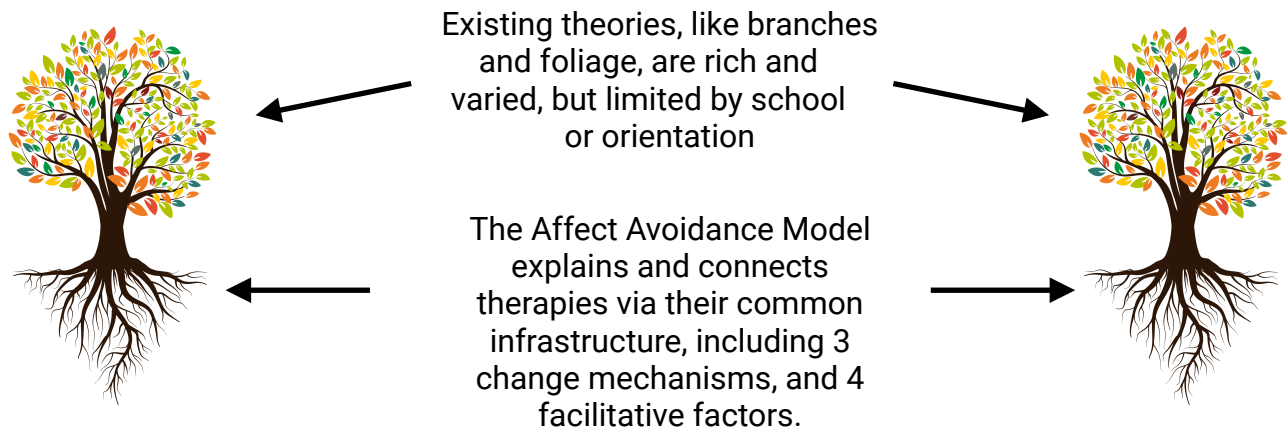 Existing theories, like branches
and foliage, are rich and
varied, but limited by school
or orientation
The Affect Avoidance Model
explains and connects
therapies via their common
infrastructure, including 3
change mechanisms, and 4
facilitative factors.